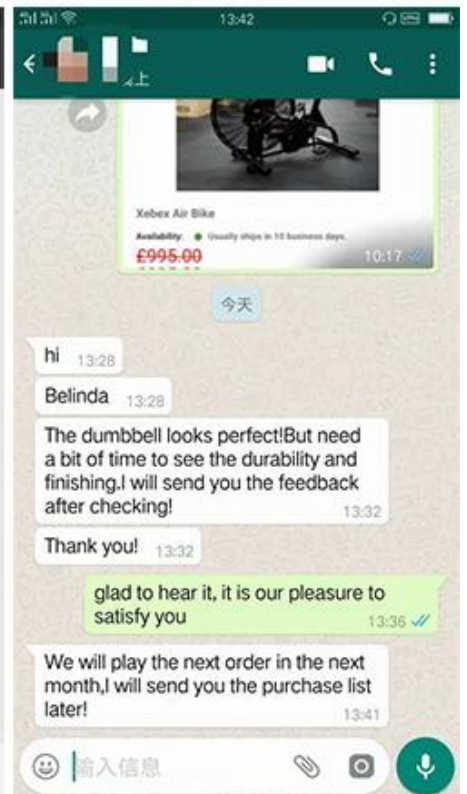 13:42
上
Xebex Air Bike
Availability: Usually ships in 10 business days.
£995.00
10:17
今天
hi 13:28
Belinda 13:28
The dumbbell looks perfect!But need
a bit of time to see the durability and
finishing.I will send you the feedback
after checking!
13:32
Thank you! 13:32
glad to hear it, it is our pleasure to
satisfy you
13:36
We will play the next order in the next
month,I will send you the purchase list
later!
13:41
输入信息